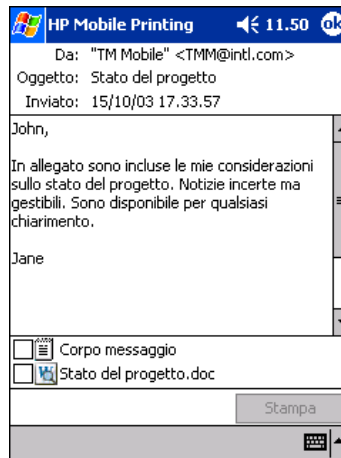 HP Mobile Printing 11.50 ok
Da: "TM Mobile" <TMM@intl.com>
Oggetto: Stato del progetto
Inviato: 15/10/03 17.33.57
John,
In allegato sono incluse le mie considerazioni
sullo stato del progetto. Notizie incerte ma
gestibili. Sono disponibile per qualsiasi
chiarimento.
Jane
Corpo messaggio
Stato del progetto.doc
Stampa